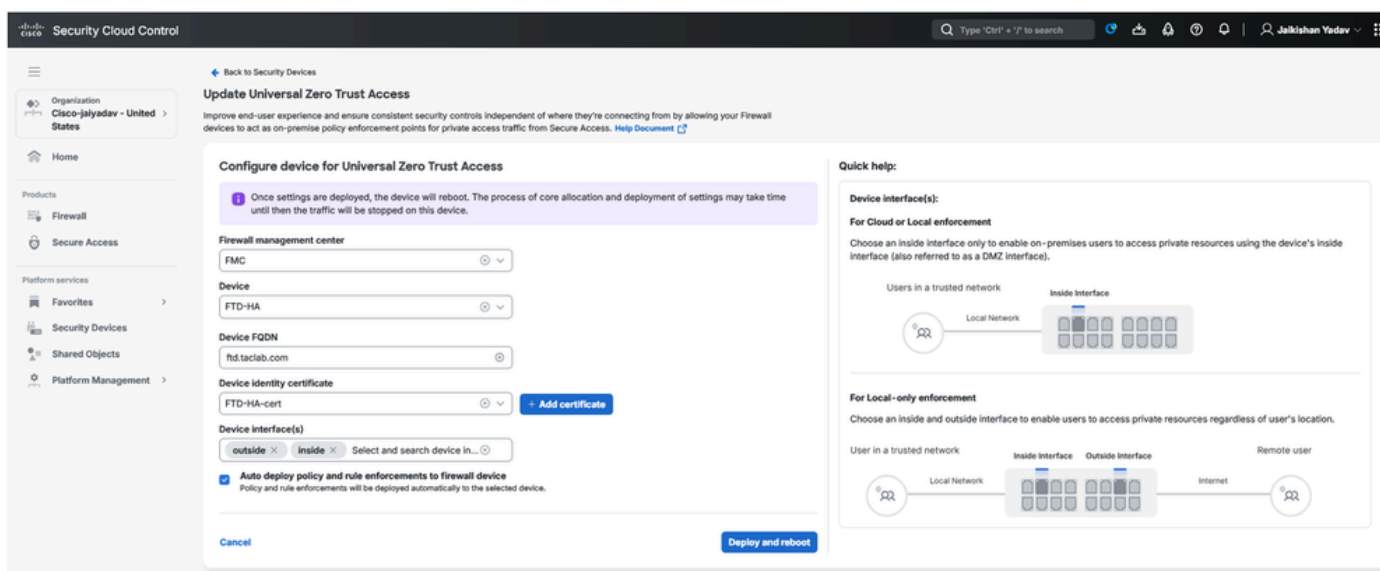 CISCO Security Cloud Control
Type 'Ctrl' + '/' to search
Jaikishan Yadav
Organization
Cisco-jaiyadav - United
States
Home
Products
Firewall
Secure Access
Platform services
Favorites
Security Devices
Shared Objects
Platform Management
Back to Security Devices
Update Universal Zero Trust Access
Improve end-user experience and ensure consistent security controls independent of where they're connecting from by allowing your Firewall
devices to act as on-premise policy enforcement points for private access traffic from Secure Access. Help Document
Configure device for Universal Zero Trust Access
Once settings are deployed, the device will reboot. The process of core allocation and deployment of settings may take time
until then the traffic will be stopped on this device.
Firewall management center
FMC
Device
FTD-HA
Device FQDN
ftd.taclab.com
Device identity certificate
FTD-HA-cert
+ Add certificate
Device interface(s)
outside × inside × Select and search device in...
Auto deploy policy and rule enforcements to firewall device
Policy and rule enforcements will be deployed automatically to the selected device.
Cancel
Deploy and reboot
Quick help:
Device interface(s):
For Cloud or Local enforcement
Choose an inside interface only to enable on-premises users to access private resources using the device's inside
interface (also referred to as a DMZ interface).
Users in a trusted network
Inside Interface
Local Network
For Local-only enforcement
Choose an inside and outside interface to enable users to access private resources regardless of user's location.
User in a trusted network
Inside Interface
Outside Interface
Remote user
Local Network
Internet